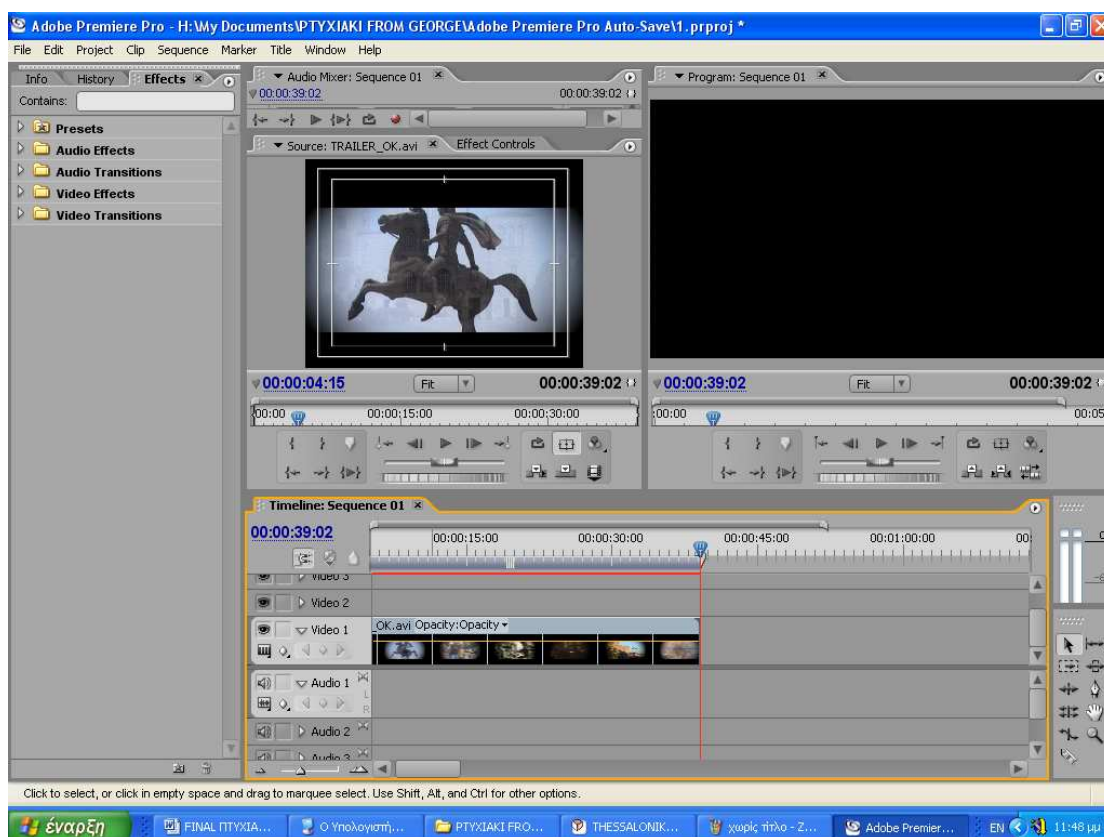 Adobe Premiere Pro - H:\My Documents\PTYXIAKI FROM GEORGE\Adobe Premiere Pro Auto-Save\1.prproj *
File Edit Project Clip Sequence Marker Title Window Help
Info History Effects
Contains:
Presets
Audio Effects
Audio Transitions
Video Effects
Video Transitions
Audio Mixer: Sequence 01
00:00:39:02 00:00:39:02
Source: TRAILER_OK.avi Effect Controls
00:00:04:15 Fit 00:00:39:02
00:00 00:00:15:00 00:00:30:00
Program: Sequence 01
00:00:39:02 Fit 00:00:39:02
:00:00 00:05
Timeline: Sequence 01
00:00:39:02
00:00:15:00 00:00:30:00 00:00:45:00 00:01:00:00 00:
Video 3
Video 2
Video 1
_OK.avi Opacity:Opacity
Audio 1
L
R
Audio 2
Audio 3
0
-6
Click to select, or click in empty space and drag to marquee select. Use Shift, Alt, and Ctrl for other options.
έναρξη FINAL ΠΤΥΧΙΑ... Ο Υπολογιστή... PTYXIAKI FRO... THESSALONIK... χωρίς τίτλο - Z... Adobe Premier... EN 11:48 μμ